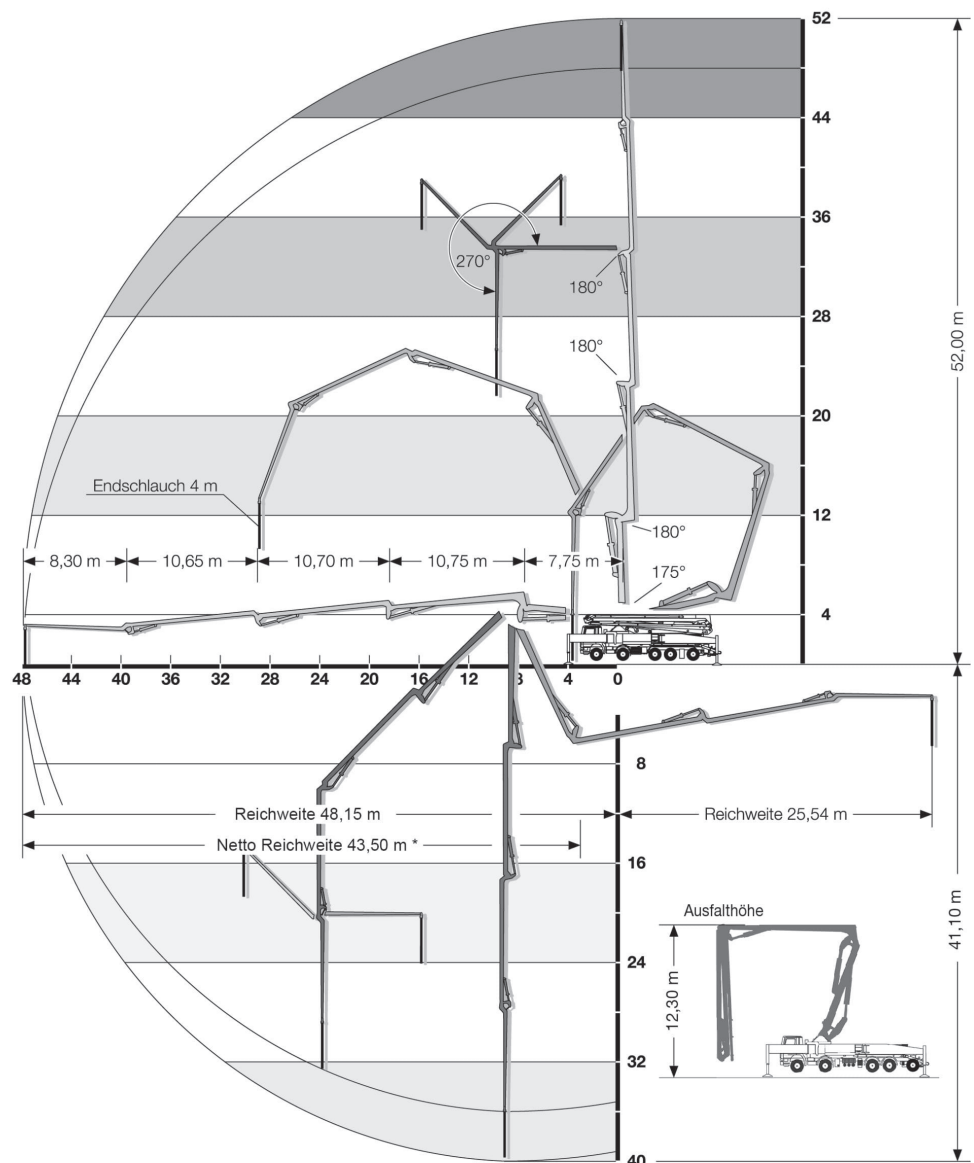 52
44
36
270°
180°
28
52,00 m
180°
20
Endschlauch 4 m
12
180°
8,30 m
10,65 m
10,70 m
10,75 m
7,75 m
175°
4
48
44
40
36
32
28
24
20
16
12
8
4
0
8
Reichweite 48,15 m
Reichweite 25,54 m
Netto Reichweite 43,50 m *
16
Ausfalthöhe
24
12,30 m
41,10 m
32
40